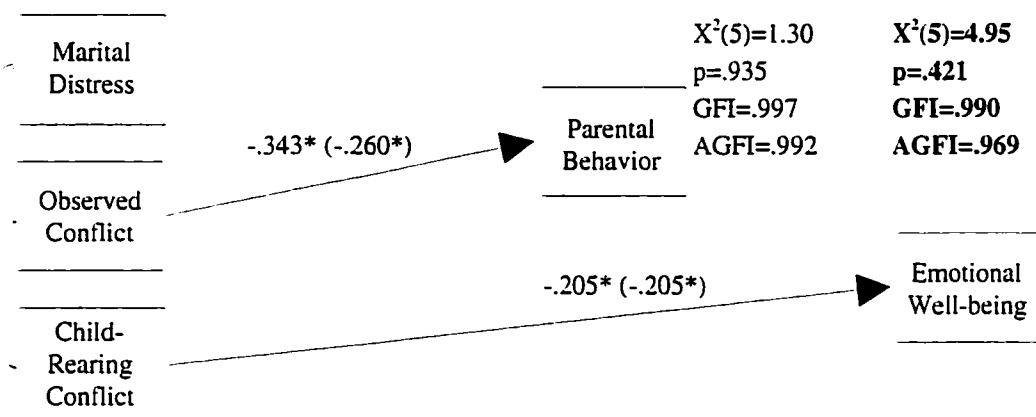 Marital
Distress
Observed
Conflict
Child-
Rearing
Conflict
-.343* (-.260*)
Parental
Behavior
X²(5)=1.30
p=.935
GFI=.997
AGFI=.992
X²(5)=4.95
p=.421
GFI=.990
AGFI=.969
-.205* (-.205*)
Emotional
Well-being